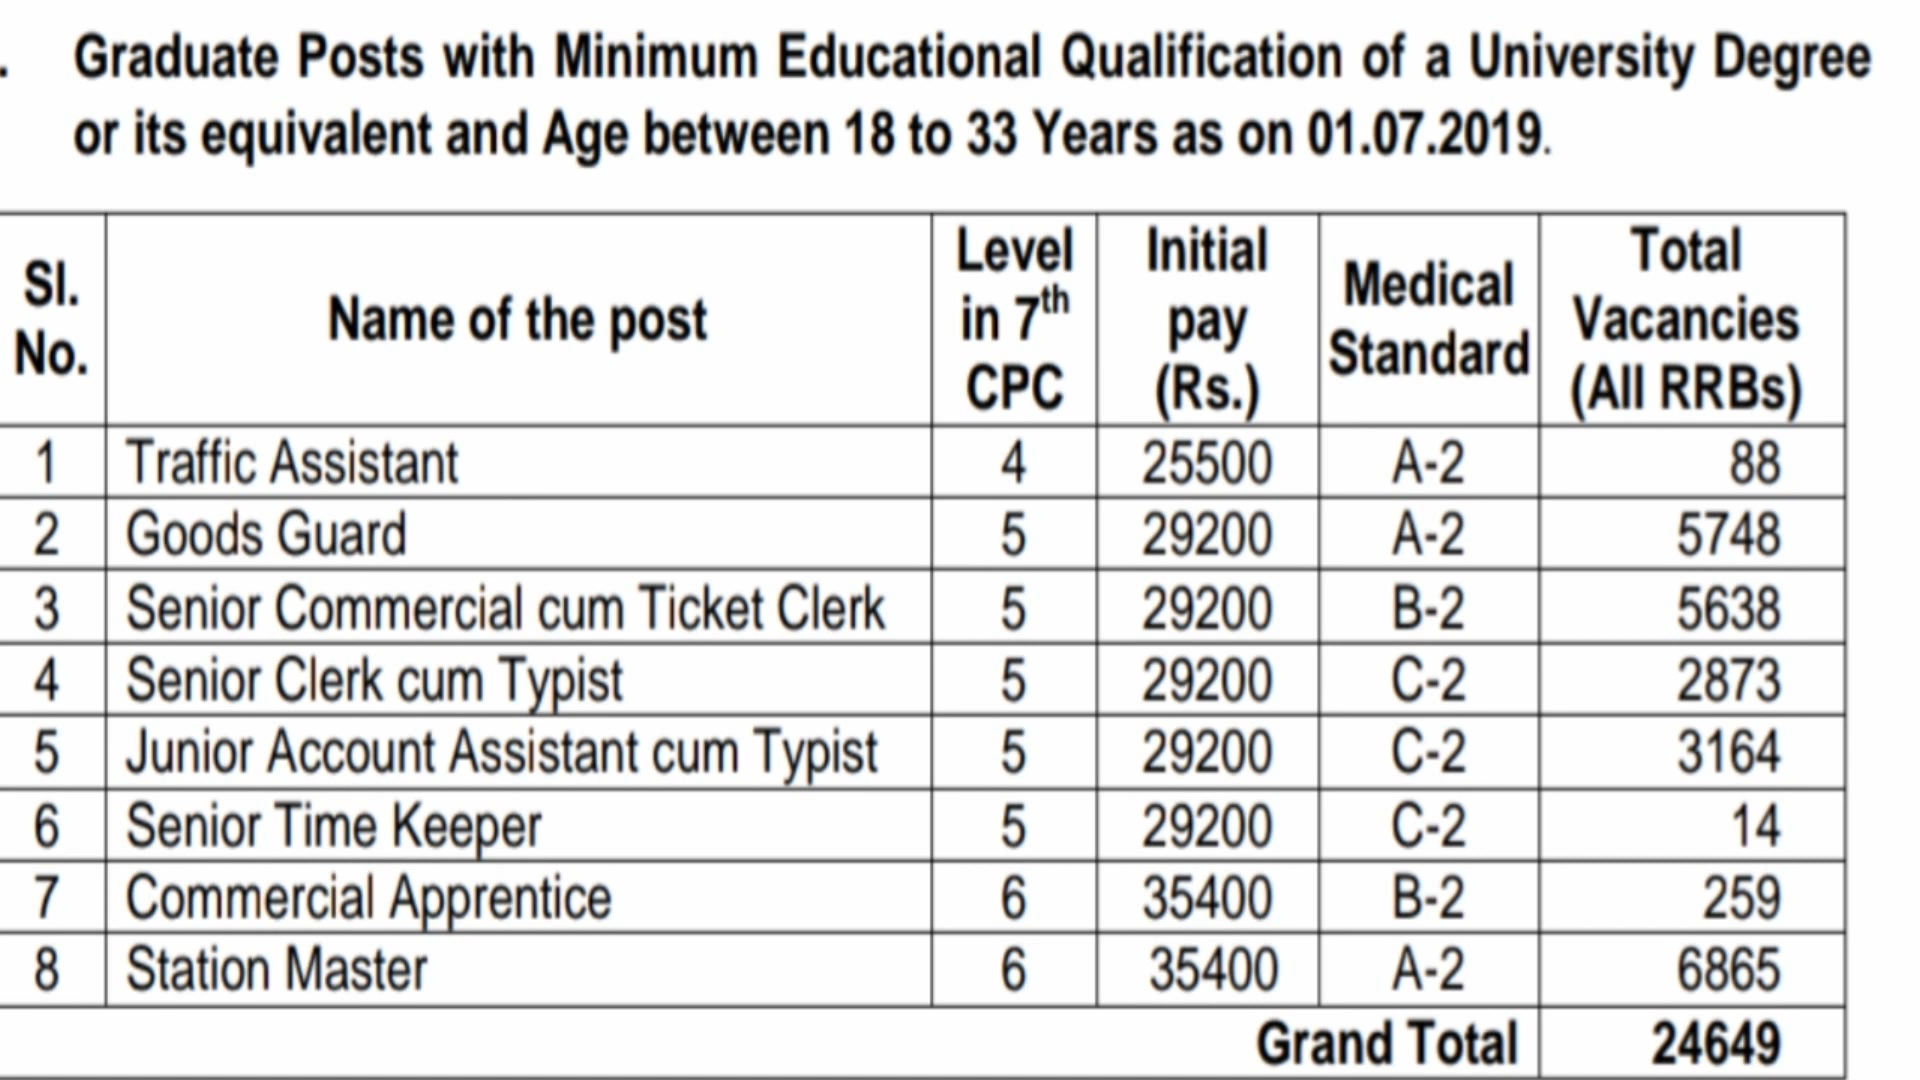 . Graduate Posts with Minimum Educational Qualification of a University Degree
or its equivalent and Age between 18 to 33 Years as on 01.07.2019.
Sl. No. Name of the post Level in 7th CPC Initial pay (Rs.) Medical Standard Total Vacancies (All RRBs)
1 Traffic Assistant 4 25500 A-2 88
2 Goods Guard 5 29200 A-2 5748
3 Senior Commercial cum Ticket Clerk 5 29200 B-2 5638
4 Senior Clerk cum Typist 5 29200 C-2 2873
5 Junior Account Assistant cum Typist 5 29200 C-2 3164
6 Senior Time Keeper 5 29200 C-2 14
7 Commercial Apprentice 6 35400 B-2 259
8 Station Master 6 35400 A-2 6865
Grand Total 24649